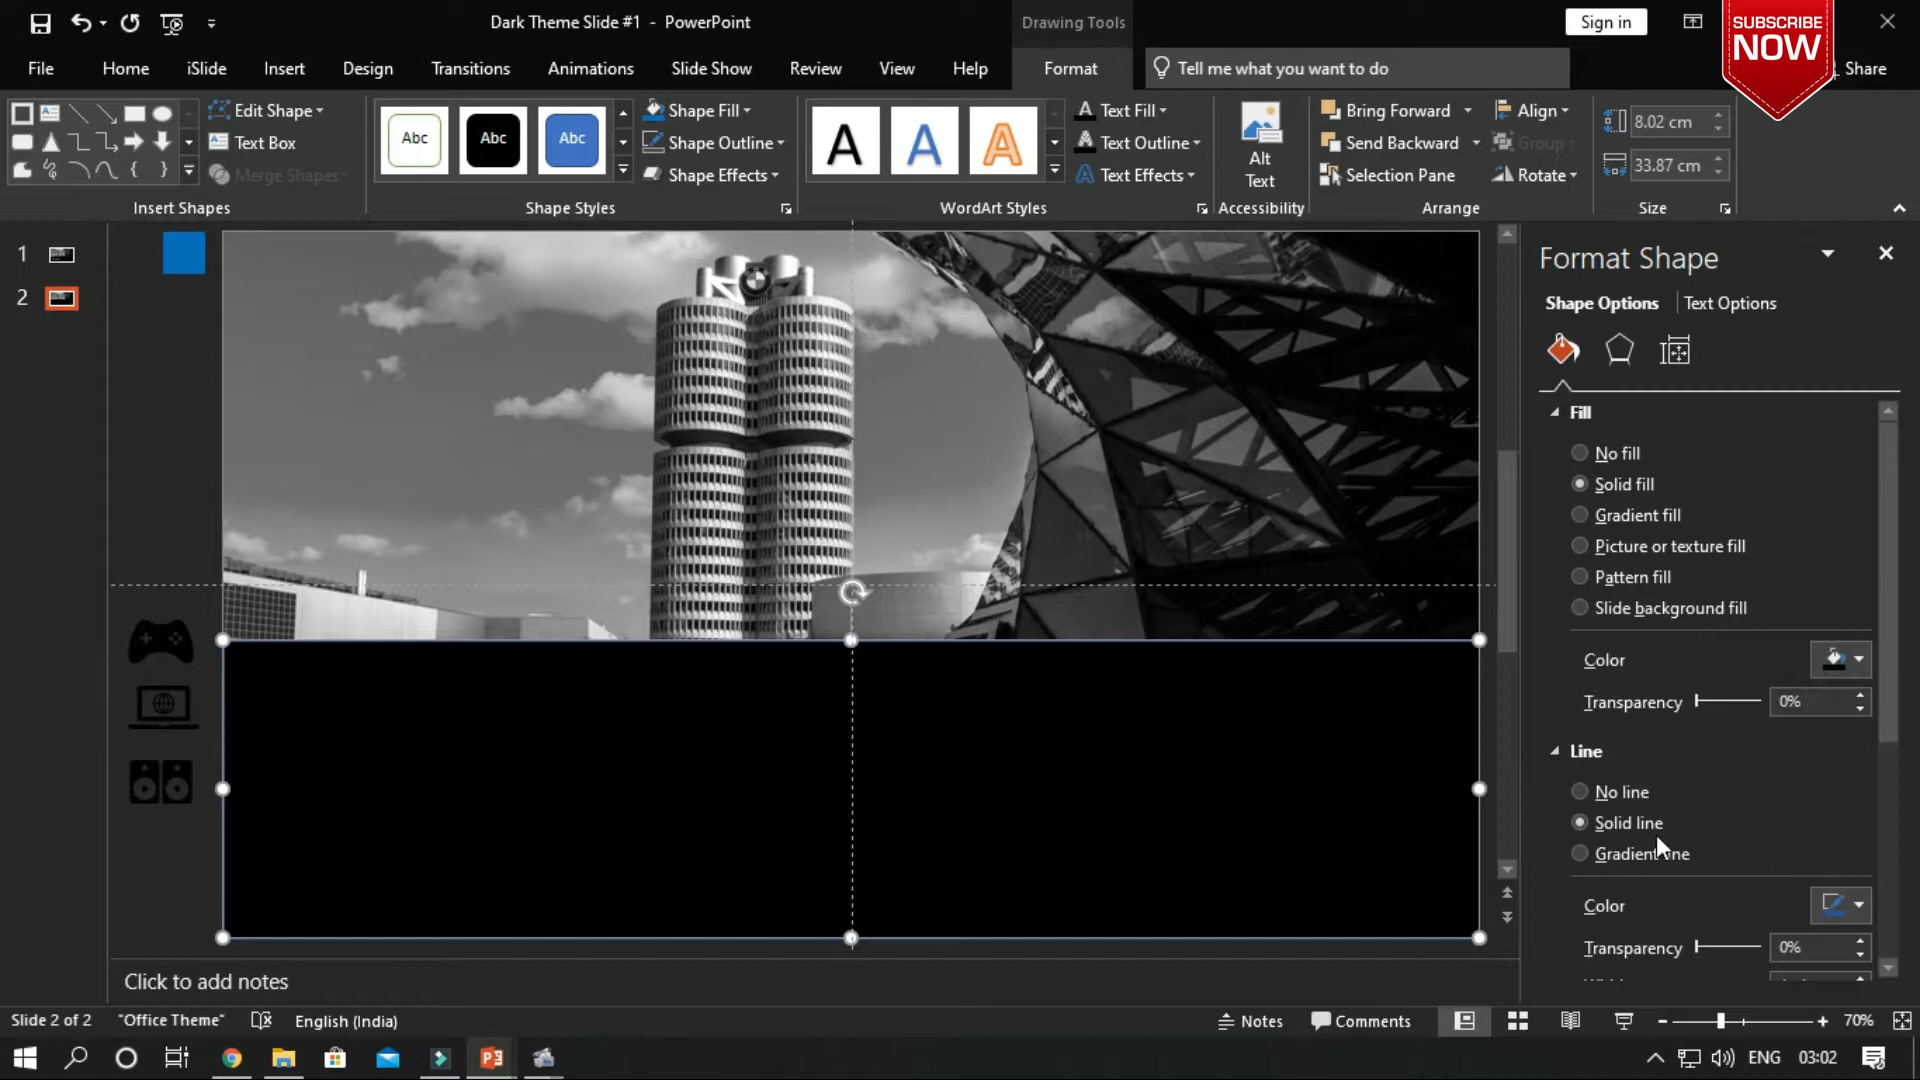 Dark Theme Slide #1 - PowerPoint
Drawing Tools
Sign in
SUBSCRIBE
NOW
File
Home
iSlide
Insert
Design
Transitions
Animations
Slide Show
Review
View
Help
Format
Tell me what you want to do
Share
Edit Shape
Text Box
Merge Shapes
Insert Shapes
Abc
Abc
Abc
Shape Fill
Shape Outline
Shape Effects
Shape Styles
A
A
A
Text Fill
Text Outline
Text Effects
WordArt Styles
Alt
Text
Accessibility
Bring Forward
Send Backward
Selection Pane
Align
Group
Rotate
Arrange
8.02 cm
33.87 cm
Size
1
2
Format Shape
Shape Options
Text Options
Fill
No fill
Solid fill
Gradient fill
Picture or texture fill
Pattern fill
Slide background fill
Color
Transparency
0%
Line
No line
Solid line
Gradient line
Color
Transparency
0%
Click to add notes
Slide 2 of 2
"Office Theme"
English (India)
Notes
Comments
70%
ENG
03:02